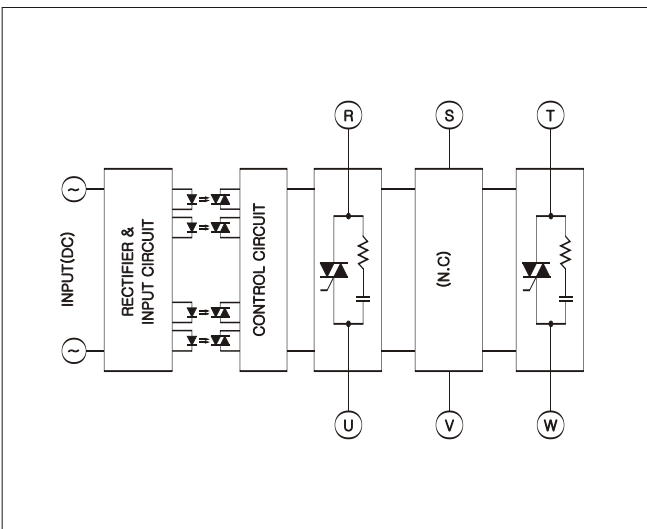 R
S
T
~
INPUT(DC)
~
RECTIFIER &
INPUT CIRCUIT
CONTROL CIRCUIT
(N.C)
U
V
W